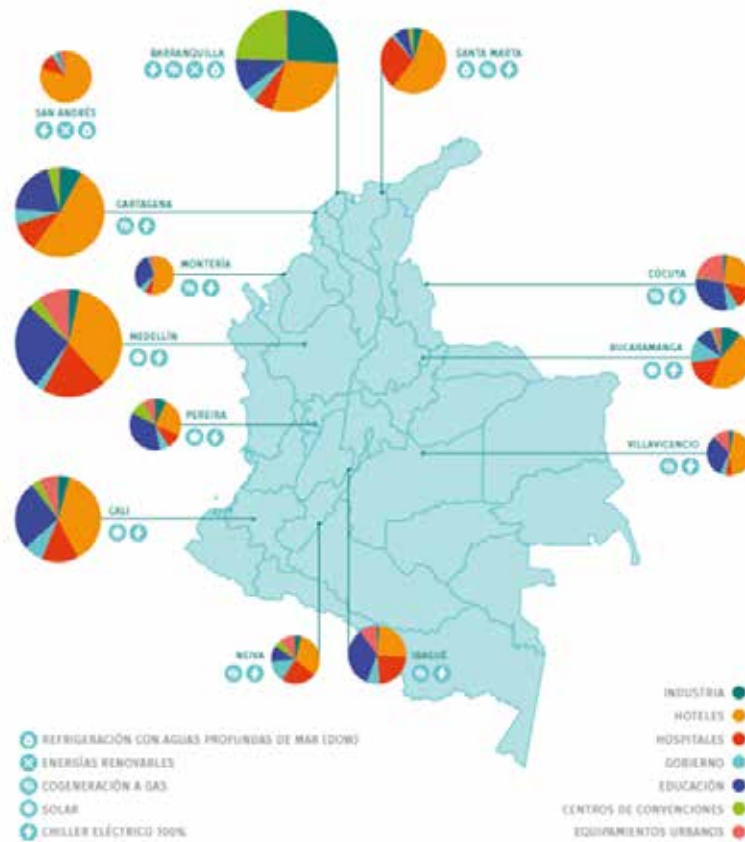 BARRANQUILLA
SANTA MARTA
SAN ANDRÉS
CARTAGENA
MONTERÍA
CÚCUTA
MEDELLÍN
BUCARAMANGA
PEREIRA
VILLAVICENCIO
CALI
NEIVA
IBAGUÉ
INDUSTRIA
HOTELES
HOSPITALES
GOBIERNO
EDUCACIÓN
CENTROS DE CONVENCIONES
EQUIPAMIENTOS URBANOS
REFRIGERACIÓN CON AGUAS PROFUNDAS DE MAR (DOW)
ENERGÍAS RENOVABLES
COGENERACIÓN A GAS
SOLAR
CHILLER ELÉCTRICO 100%